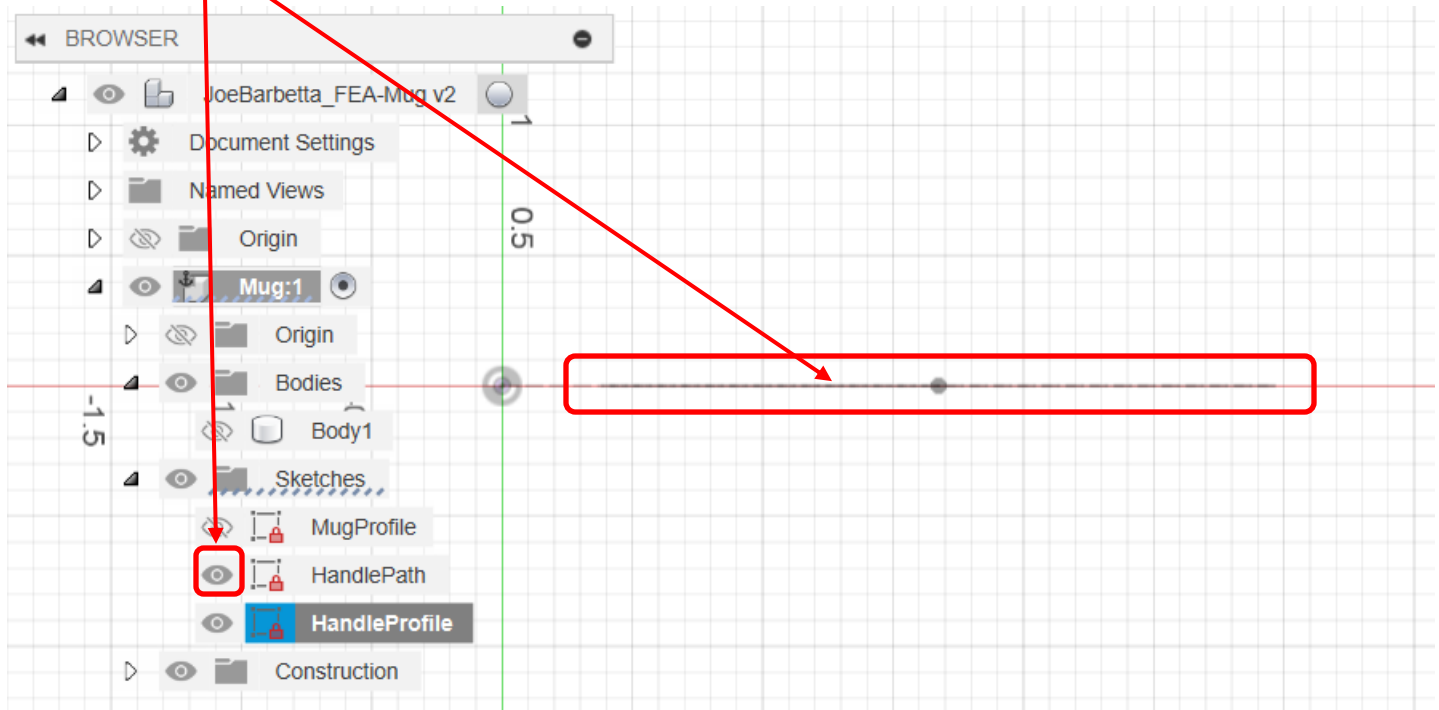 BROWSER
JoeBarbetta_FEA-Mug v2
1
Document Settings
Named Views
0.5
Origin
Mug:1
Origin
Bodies
-1.5
Body1
Sketches
MugProfile
HandlePath
HandleProfile
Construction